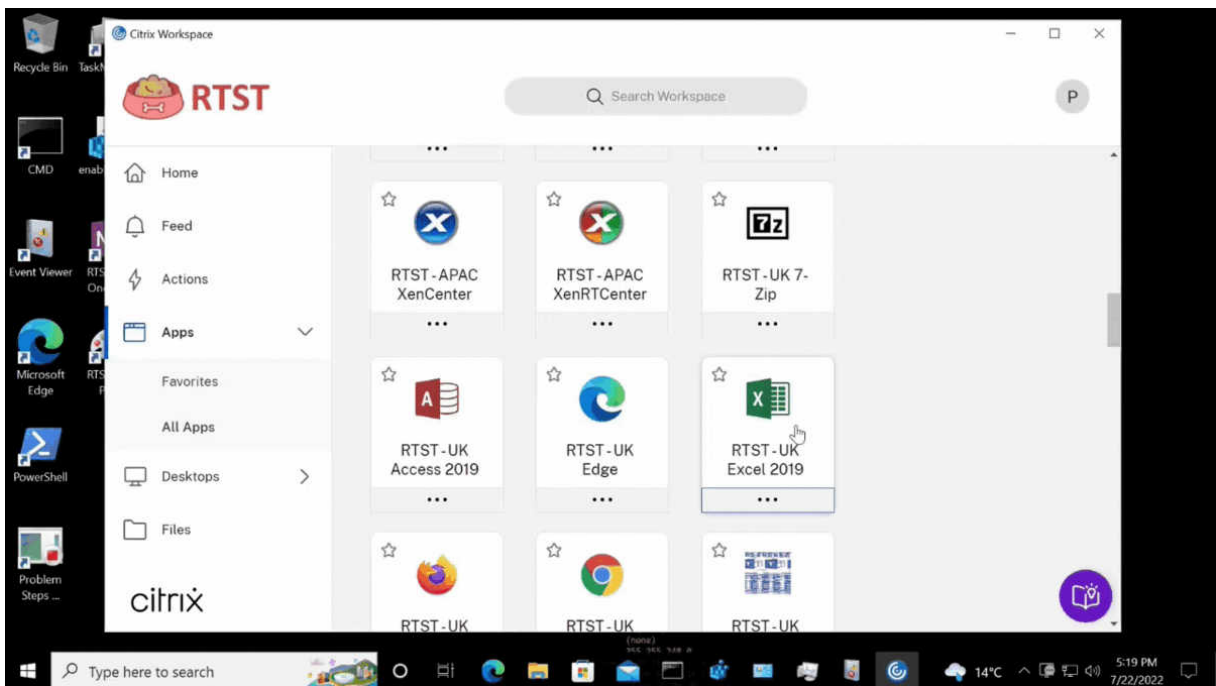 Recycle Bin
TaskM
CMD
enab
Event Viewer
RTS
On
Microsoft
Edge
RTS
P
PowerShell
Problem
Steps ...
Citrix Workspace
RTST
Search Workspace
P
Home
Feed
Actions
Apps
Favorites
All Apps
Desktops
Files
citrix
RTST-APAC
XenCenter
RTST-APAC
XenRTCenter
7z
RTST-UK 7-
Zip
A
RTST-UK
Access 2019
RTST-UK
Edge
X
RTST-UK
Excel 2019
RTST-UK
RTST-UK
RTST-UK
(none)
Type here to search
14°C
5:19 PM
7/22/2022